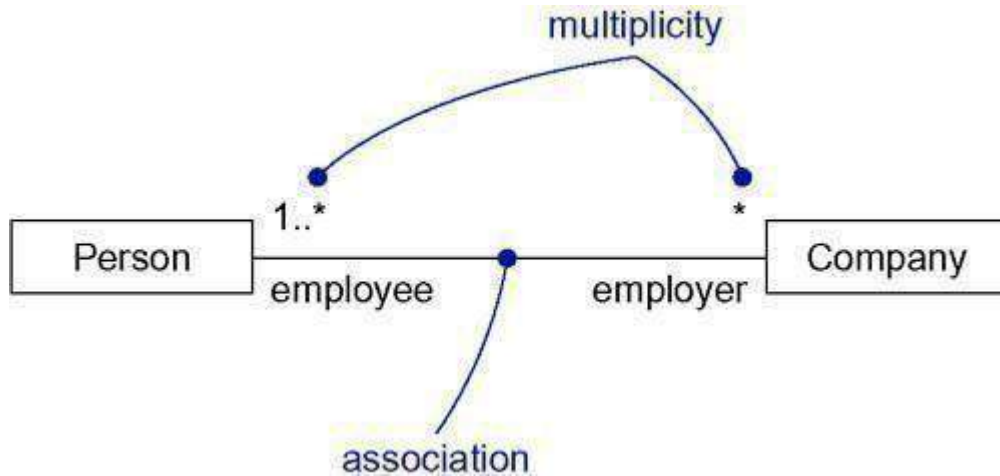 multiplicity
1..*
*
Person
Company
employee
employer
association